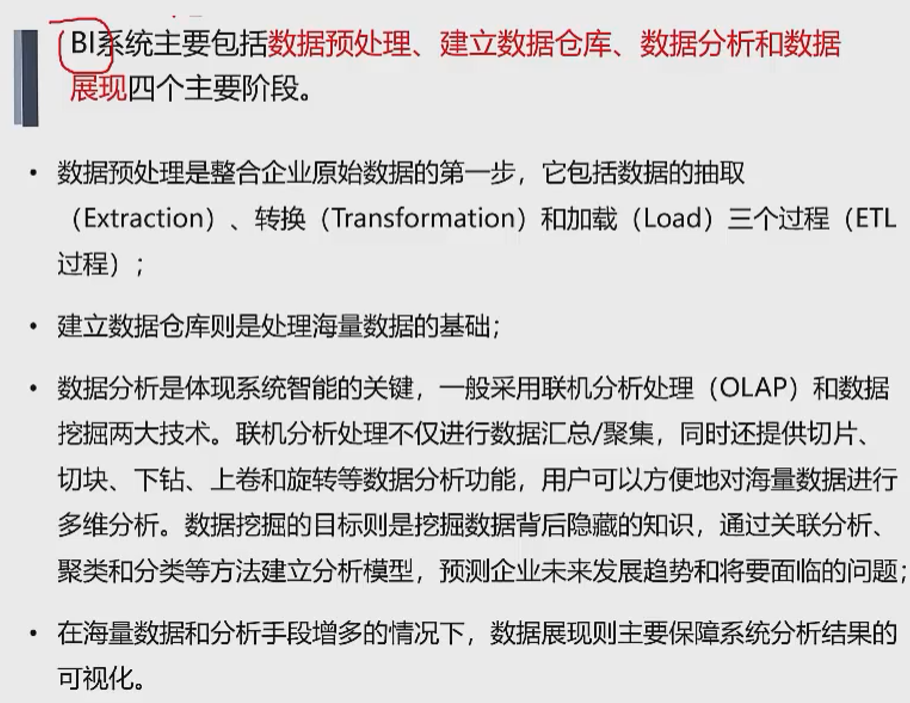 BI系统主要包括数据预处理、建立数据仓库、数据分析和数据
展现四个主要阶段。
• 数据预处理是整合企业原始数据的第一步，它包括数据的抽取
（Extraction）、转换（Transformation）和加载（Load）三个过程（ETL
过程）；
• 建立数据仓库则是处理海量数据的基础；
• 数据分析是体现系统智能的关键，一般采用联机分析处理（OLAP）和数据
挖掘两大技术。联机分析处理不仅进行数据汇总/聚集，同时还提供切片、
切块、下钻、上卷和旋转等数据分析功能，用户可以方便地对海量数据进行
多维分析。数据挖掘的目标则是挖掘数据背后隐藏的知识，通过关联分析、
聚类和分类等方法建立分析模型，预测企业未来发展趋势和将要面临的问题；
• 在海量数据和分析手段增多的情况下，数据展现则主要保障系统分析结果的
可视化。